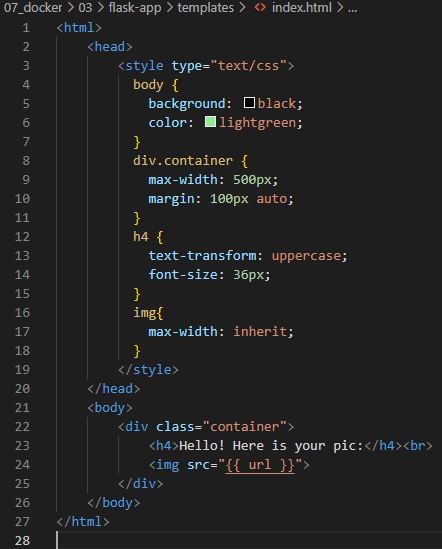 07_docker > 03 > flask-app > templates > <> index.html > ...
1 <html>
2     <head>
3         <style type="text/css">
4           body {
5             background: black;
6             color: lightgreen;
7           }
8           div.container {
9             max-width: 500px;
10             margin: 100px auto;
11           }
12           h4 {
13             text-transform: uppercase;
14             font-size: 36px;
15           }
16           img{
17             max-width: inherit;
18           }
19         </style>
20     </head>
21     <body>
22         <div class="container">
23             <h4>Hello! Here is your pic:</h4><br>
24             <img src="{{ url }}">
25         </div>
26     </body>
27 </html>
28